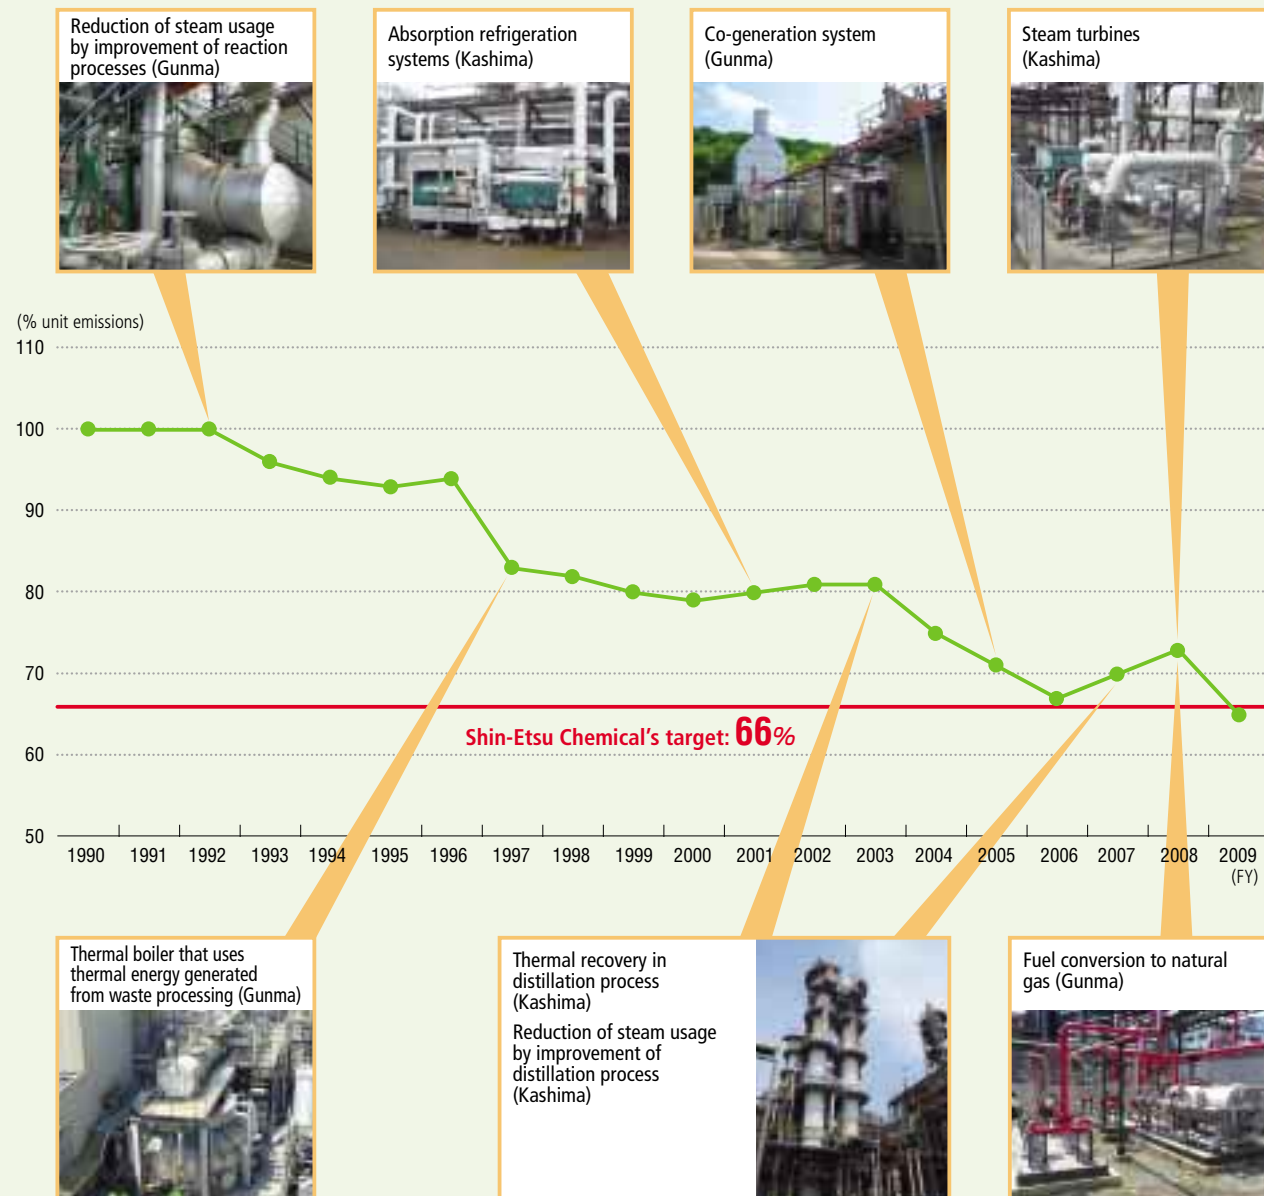 Reduction of steam usage
by improvement of reaction
processes (Gunma)
Absorption refrigeration
systems (Kashima)
Co-generation system
(Gunma)
Steam turbines
(Kashima)
(% unit emissions)
110
100
90
80
70
60
50
Shin-Etsu Chemical's target: 66%
1990 1991 1992 1993 1994 1995 1996 1997 1998 1999 2000 2001 2002 2003 2004 2005 2006 2007 2008 2009
(FY)
Thermal boiler that uses
thermal energy generated
from waste processing (Gunma)
Thermal recovery in
distillation process
(Kashima)
Reduction of steam usage
by improvement of
distillation process
(Kashima)
Fuel conversion to natural
gas (Gunma)